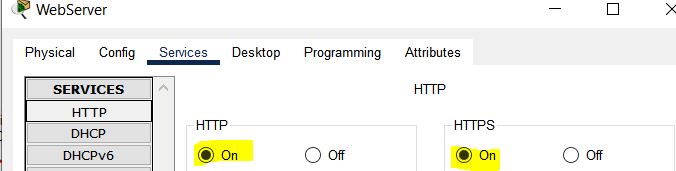 WebServer
Physical Config Services Desktop Programming Attributes
SERVICES
HTTP
DHCP
DHCPv6
HTTP
HTTP
On Off
HTTPS
On Off